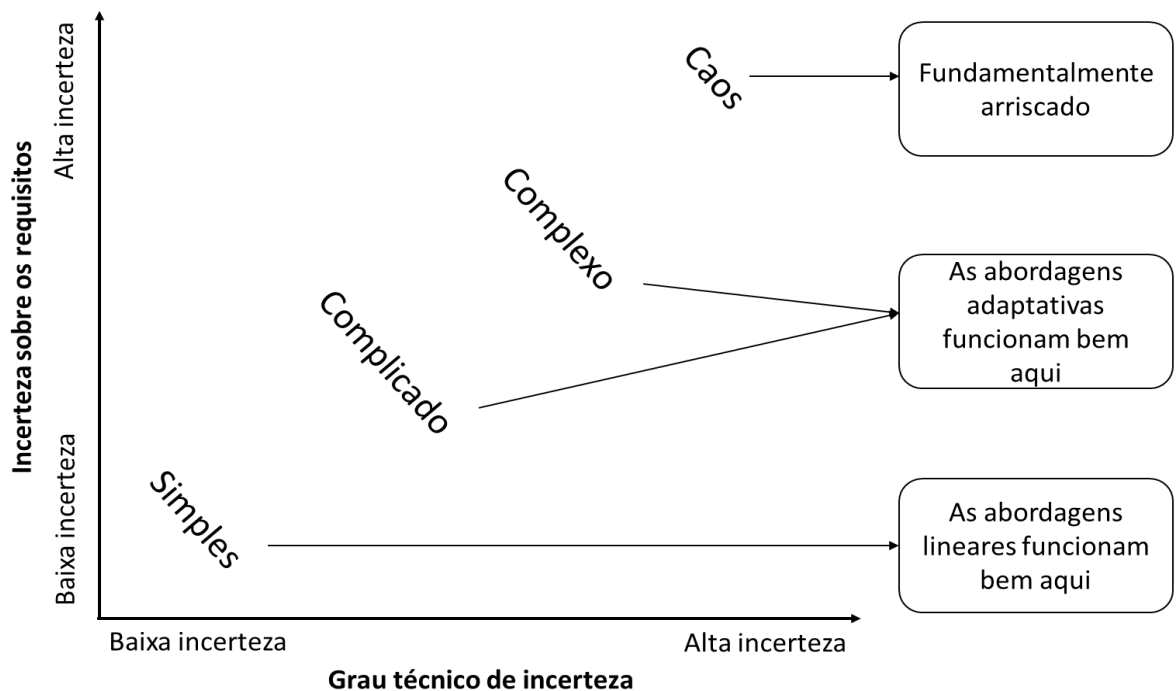 Incerteza sobre os requisitos
Alta incerteza
Baixa incerteza
Caos
Complexo
Complicado
Simples
Fundamentalmente
arriscado
As abordagens
adaptativas
funcionam bem
aqui
As abordagens
lineares funcionam
bem aqui
Baixa incerteza
Alta incerteza
Grau técnico de incerteza